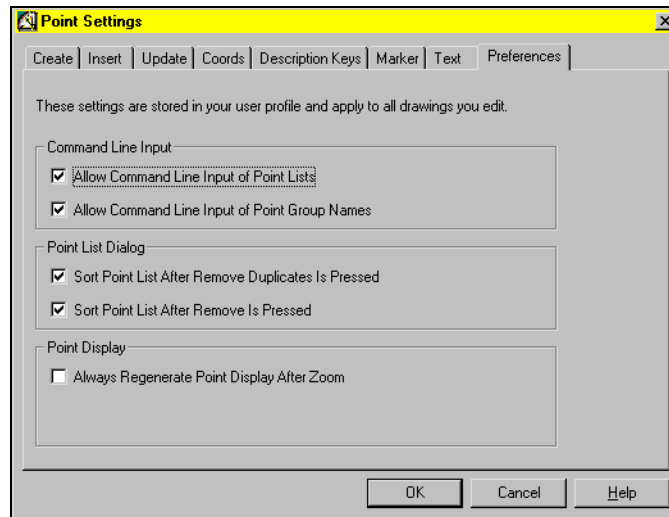 Point Settings
Create Insert Update Coords Description Keys Marker Text Preferences
These settings are stored in your user profile and apply to all drawings you edit.
Command Line Input
Allow Command Line Input of Point Lists
Allow Command Line Input of Point Group Names
Point List Dialog
Sort Point List After Remove Duplicates Is Pressed
Sort Point List After Remove Is Pressed
Point Display
Always Regenerate Point Display After Zoom
OK Cancel Help